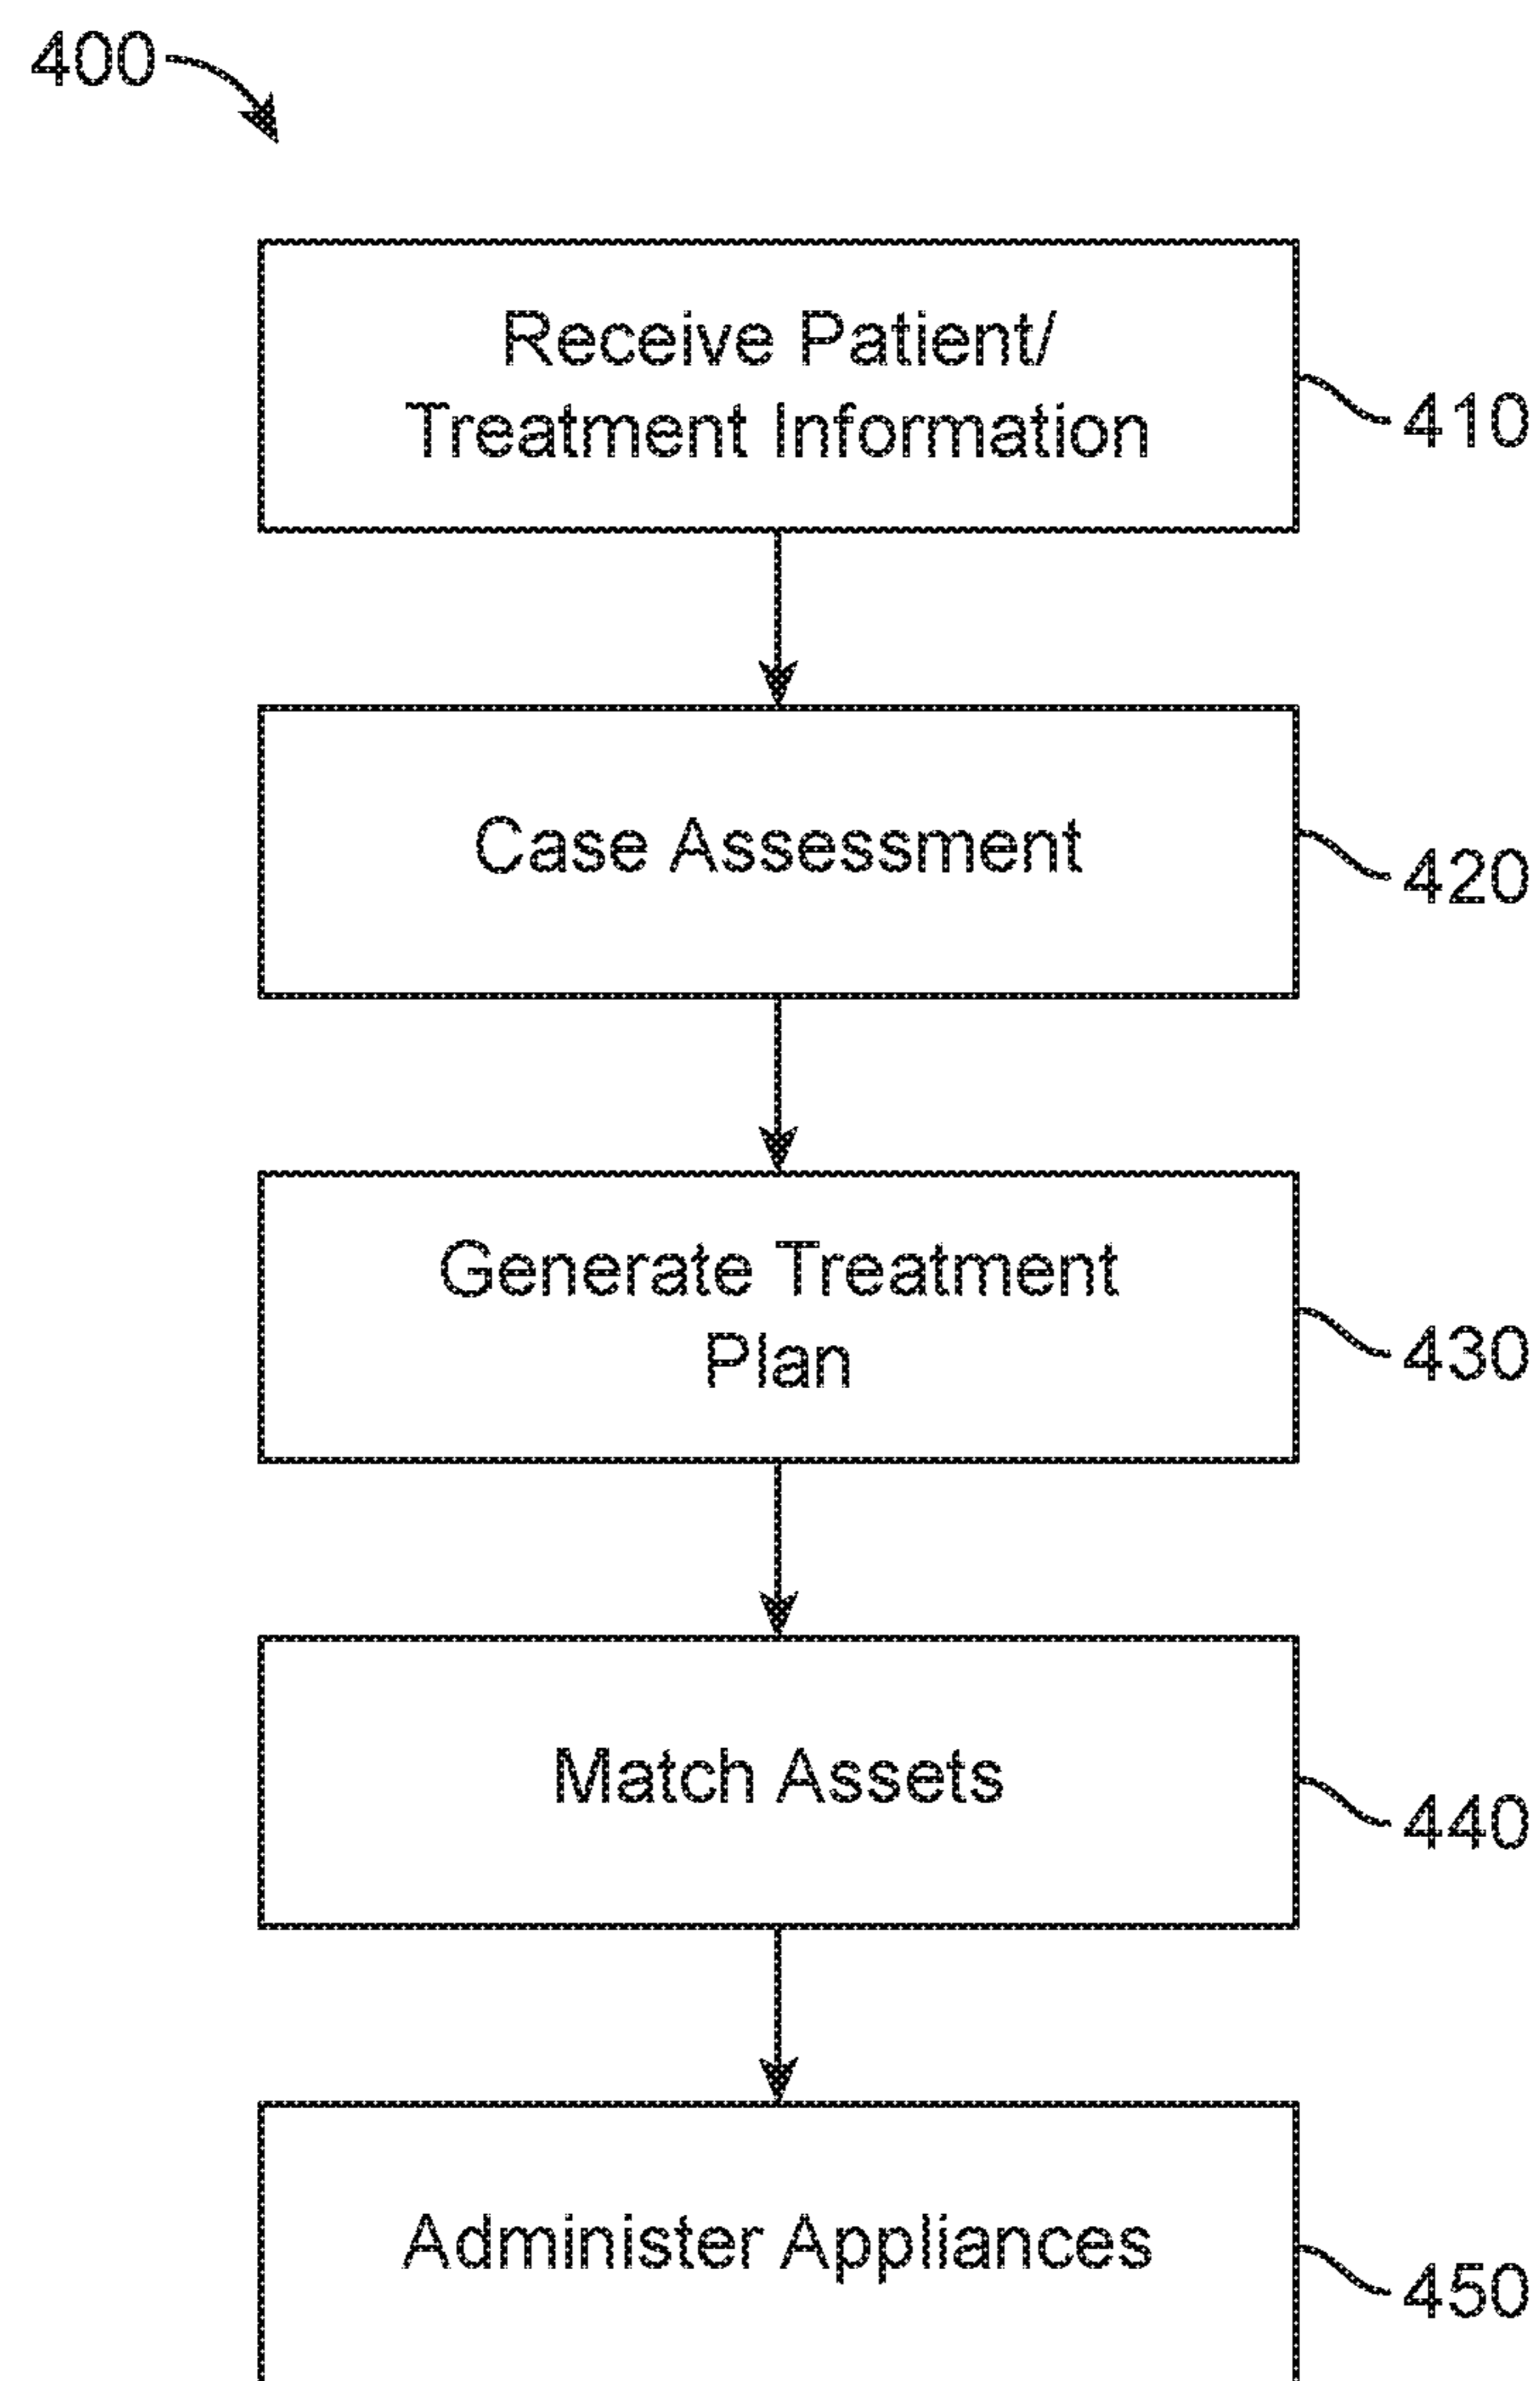 400
Receive Patient/
Treatment Information
410
Case Assessment
420
Generate Treatment
Plan
430
Match Assets
440
Administer Appliances
450